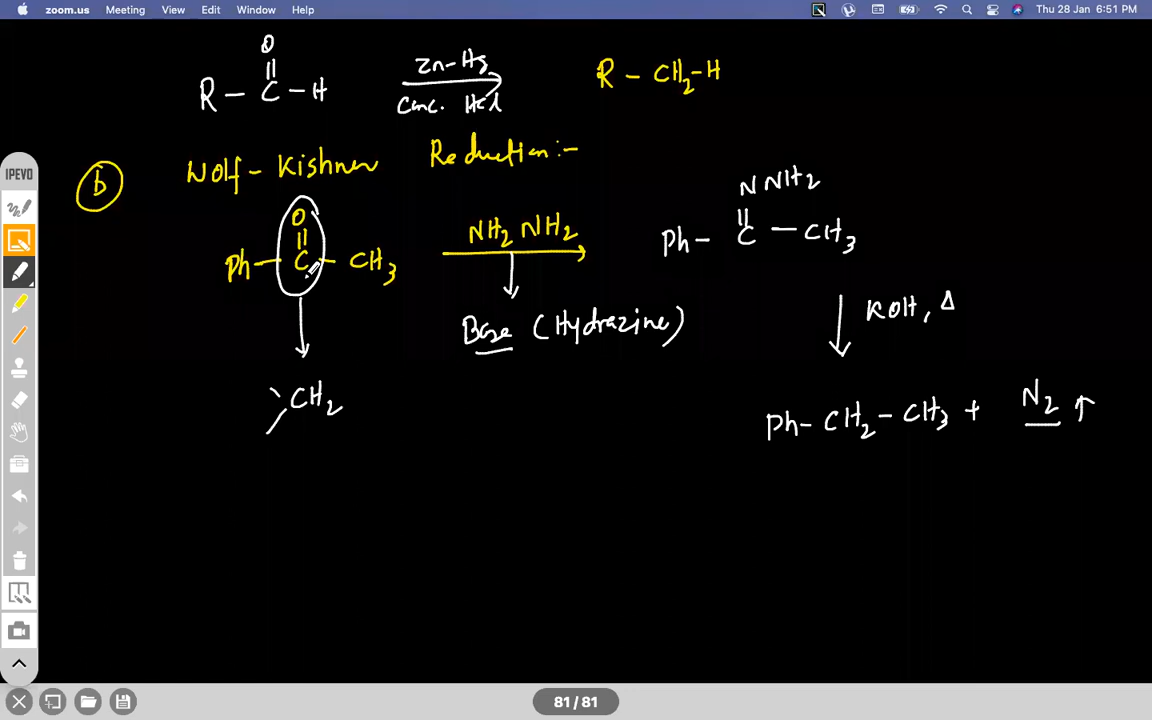 zoom.us Meeting View Edit Window Help Thu 28 Jan 6:51 PM
O
R – C – H Zn-Hg R – CH2-H
Conc. HCl
b Wolf - Kishner Reduction :-
N NH2
O NH2 NH2 Ph – C – CH3
Ph – C – CH3
Base (Hydrazine) KOH, Δ
CH2 Ph- CH2 – CH3 + N2 ↑
IPEVO
81 / 81